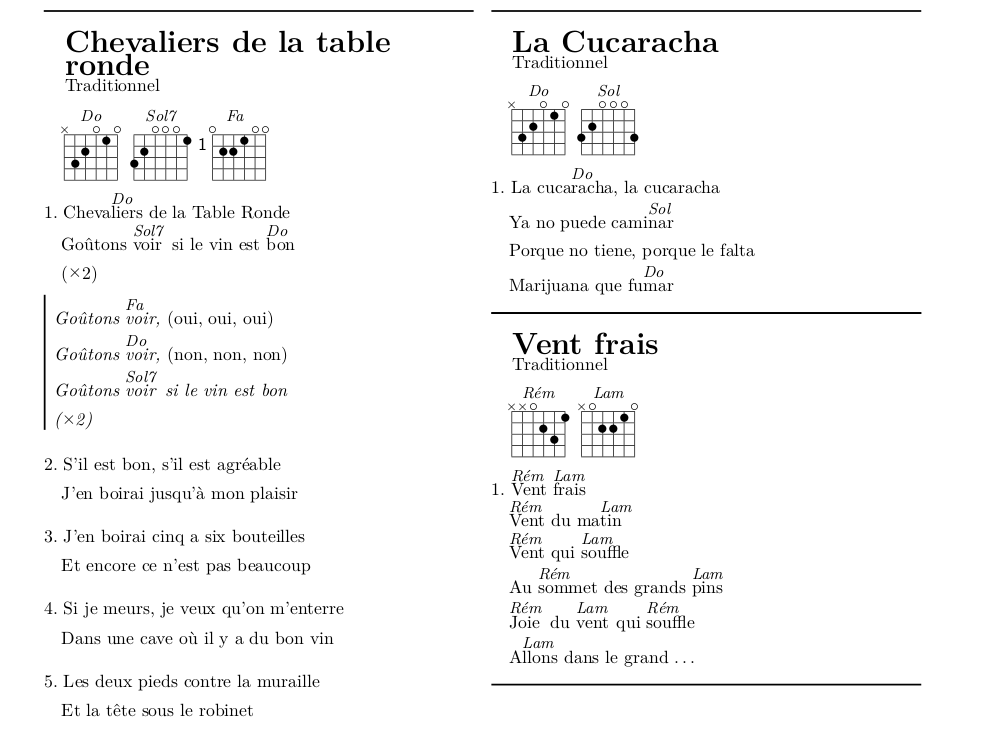 Chevaliers de la table
ronde
Traditionnel
Do Sol7 Fa
1
Do
1. Chevaliers de la Table Ronde
Sol7 Do
Goûtons voir si le vin est bon
(×2)
Fa
Goûtons voir, (oui, oui, oui)
Do
Goûtons voir, (non, non, non)
Sol7
Goûtons voir si le vin est bon
(×2)
2. S'il est bon, s'il est agréable
J'en boirai jusqu'à mon plaisir
3. J'en boirai cinq a six bouteilles
Et encore ce n'est pas beaucoup
4. Si je meurs, je veux qu'on m'enterre
Dans une cave où il y a du bon vin
5. Les deux pieds contre la muraille
Et la tête sous le robinet
La Cucaracha
Traditionnel
Do Sol
Do
1. La cucaracha, la cucaracha
Sol
Ya no puede caminar
Porque no tiene, porque le falta
Do
Marijuana que fumar
Vent frais
Traditionnel
Rém Lam
Rém Lam
1. Vent frais
Rém Lam
Vent du matin
Rém Lam
Vent qui souffle
Rém Lam
Au sommet des grands pins
Rém Lam Rém
Joie du vent qui souffle
Lam
Allons dans le grand ...